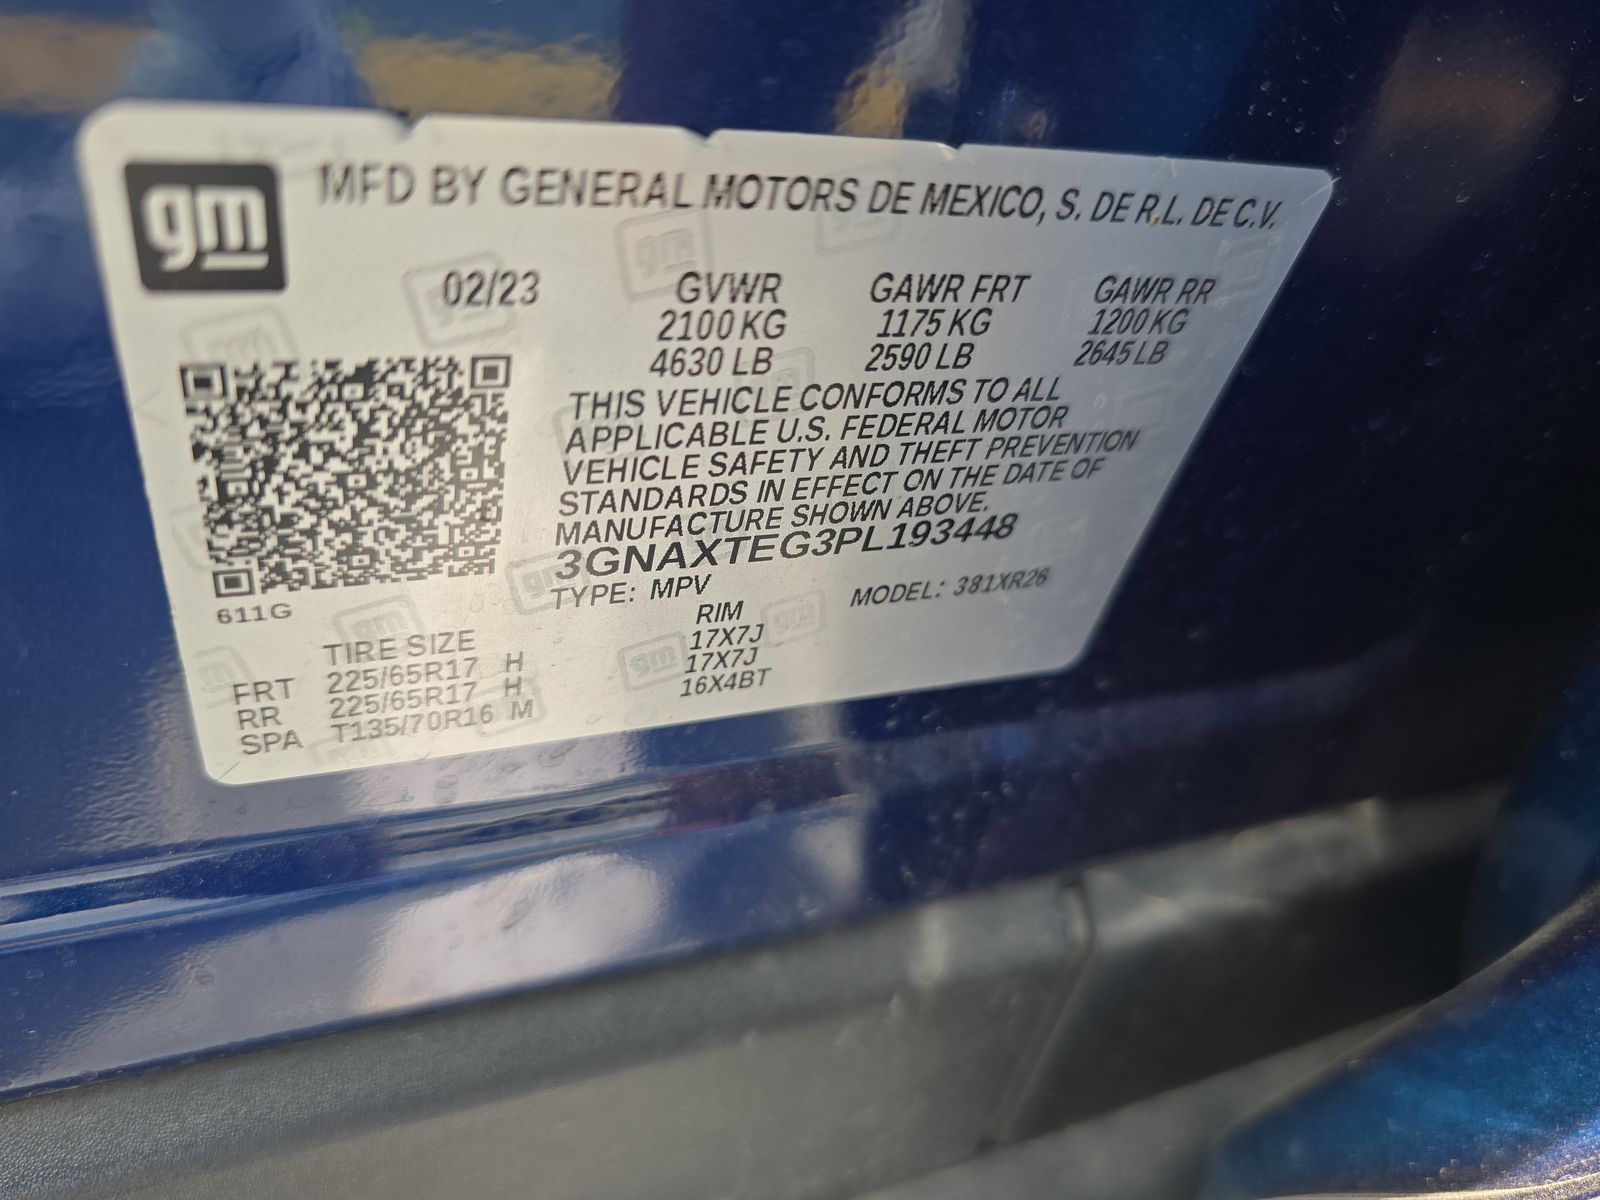 gm
MFD BY GENERAL MOTORS DE MEXICO, S. DE R.L. DE C.V.
02/23 GVWR GAWR FRT GAWR RR
2100 KG 1175 KG 1200 KG
4630 LB 2590 LB 2645 LB
THIS VEHICLE CONFORMS TO ALL
APPLICABLE U.S. FEDERAL MOTOR
VEHICLE SAFETY AND THEFT PREVENTION
STANDARDS IN EFFECT ON THE DATE OF
MANUFACTURE SHOWN ABOVE.
3GNAXTEG3PL193448
TYPE: MPV MODEL: 381XR26
611G
TIRE SIZE RIM
FRT 225/65R17 H 17X7J
RR 225/65R17 H 17X7J
SPA T135/70R16 M 16X4BT